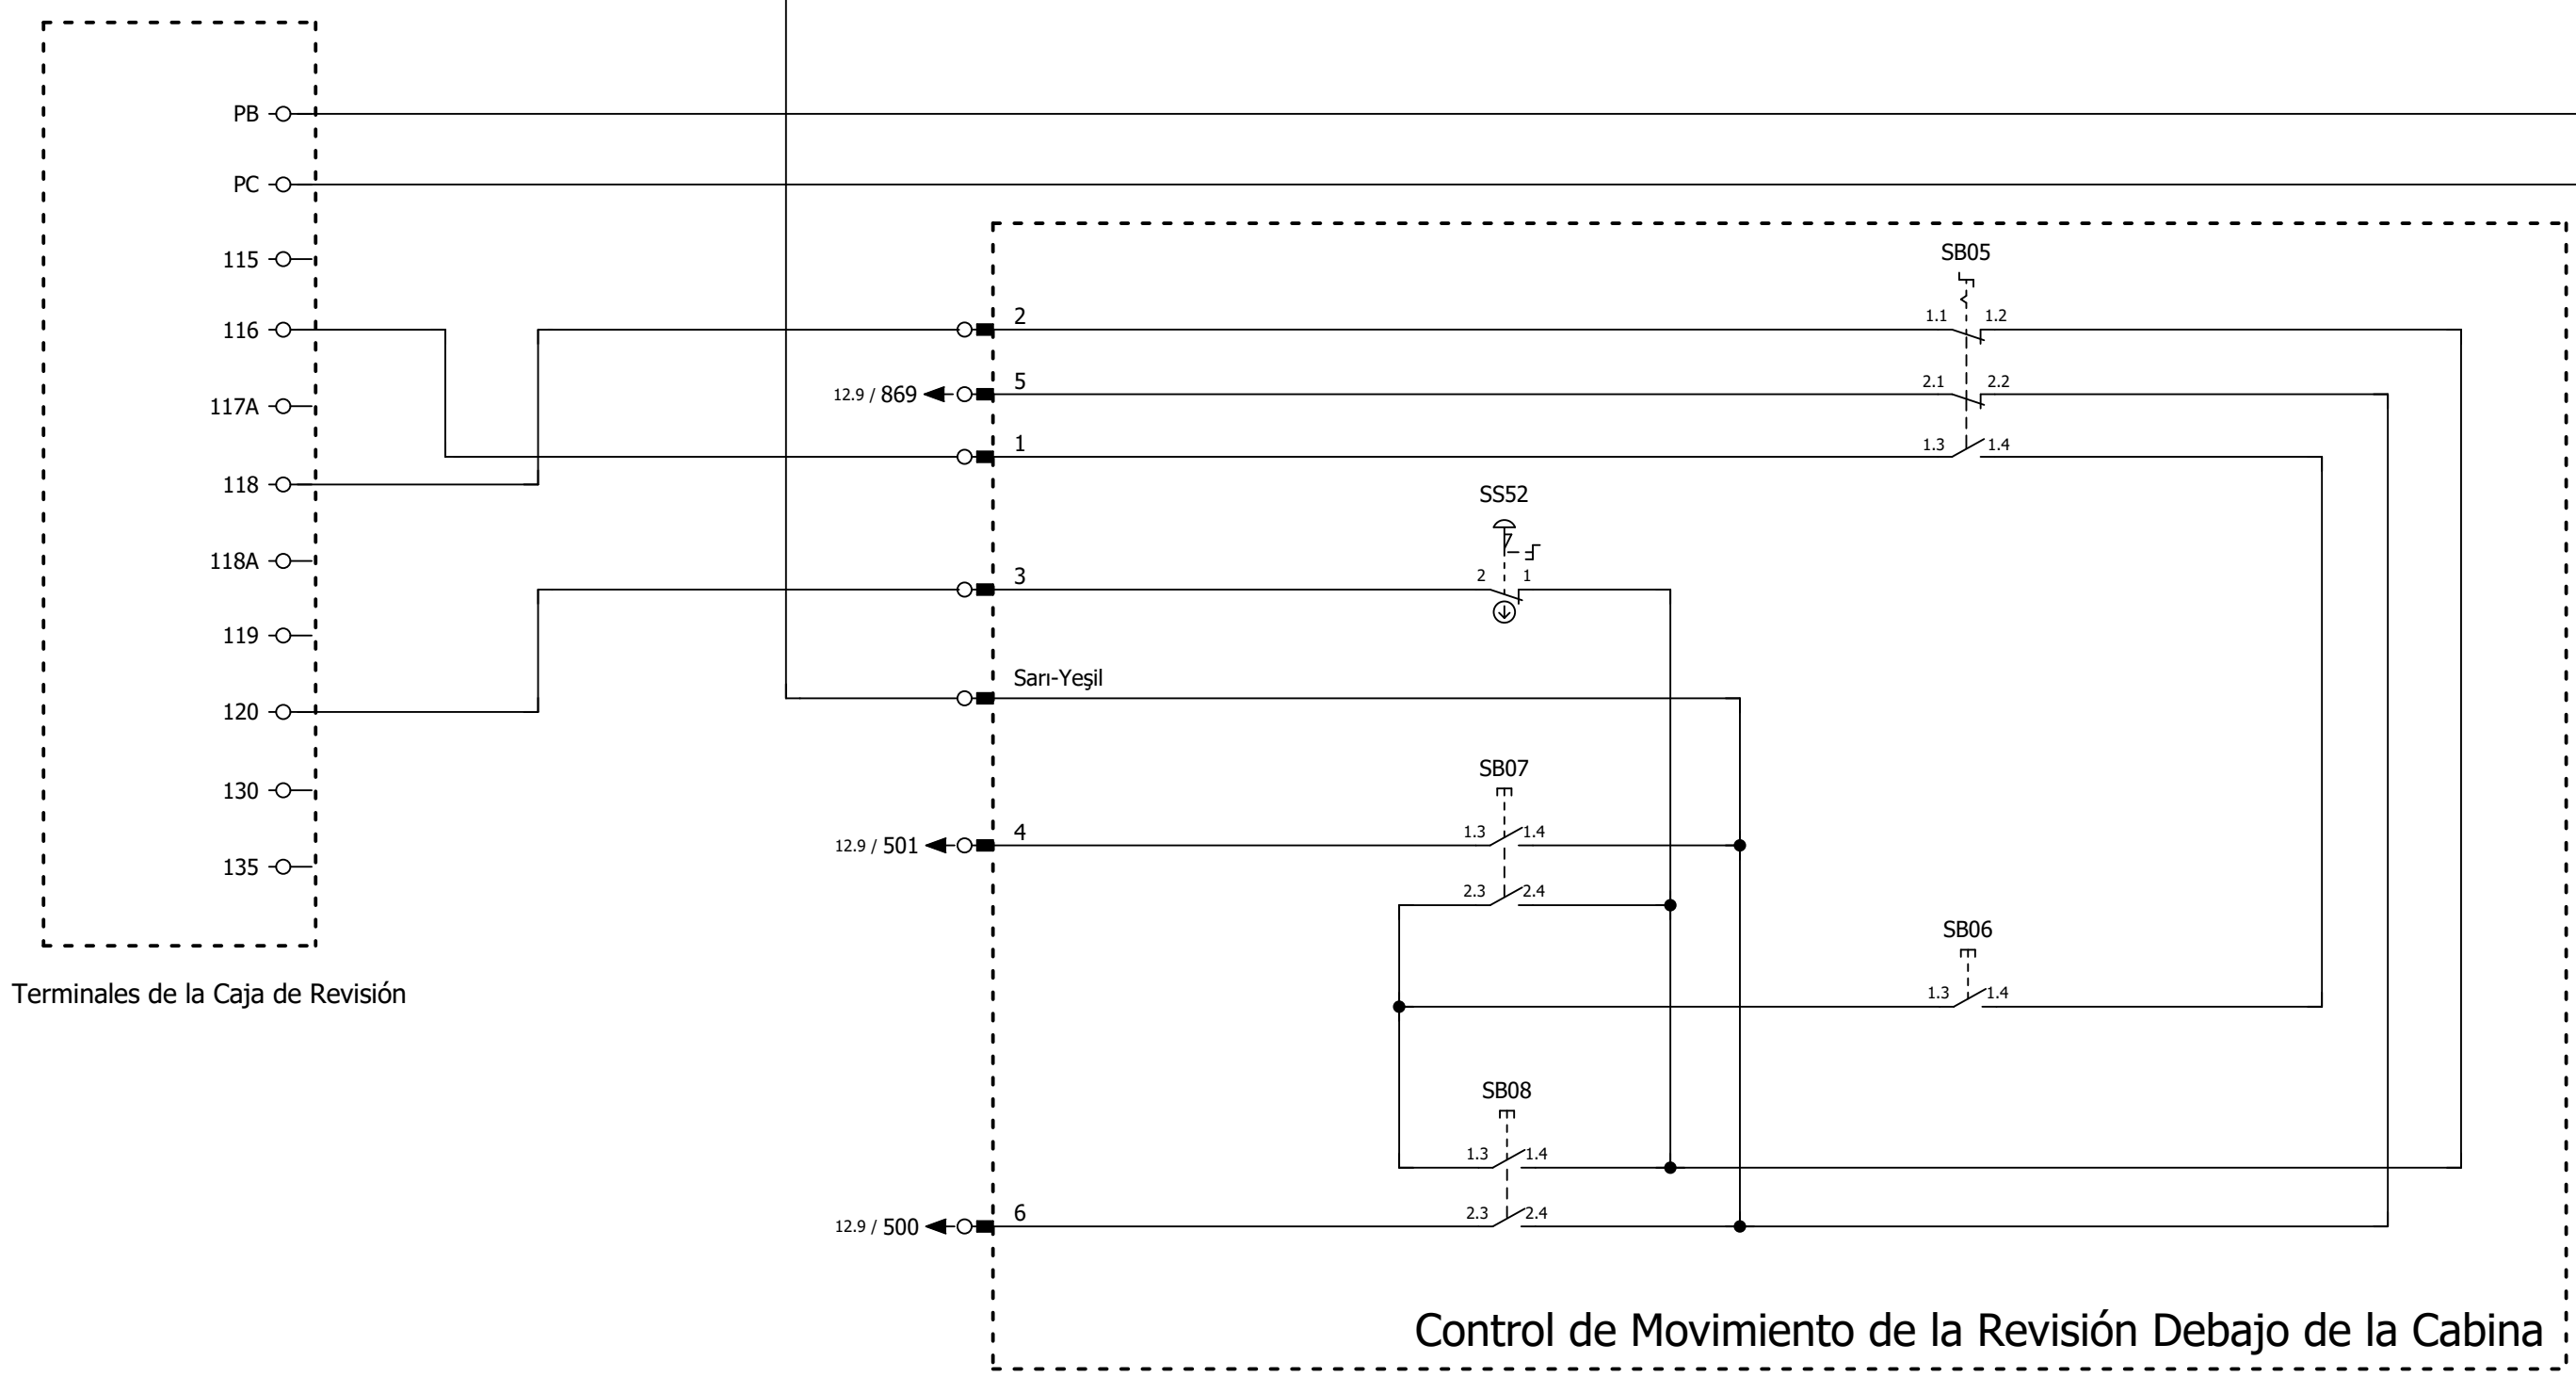 PB
PC
115
116
117A
118
118A
119
120
130
135
Terminales de la Caja de Revisión
SB05
2
1.1 1.2
5
12.9 / 869
2.1 2.2
1
1.3 1.4
SS52
3
2 1
Sarı-Yeşil
SB07
4
12.9 / 501
1.3 1.4
2.3 2.4
SB06
1.3 1.4
SB08
1.3 1.4
6
12.9 / 500
2.3 2.4
Control de Movimiento de la Revisión Debajo de la Cabina